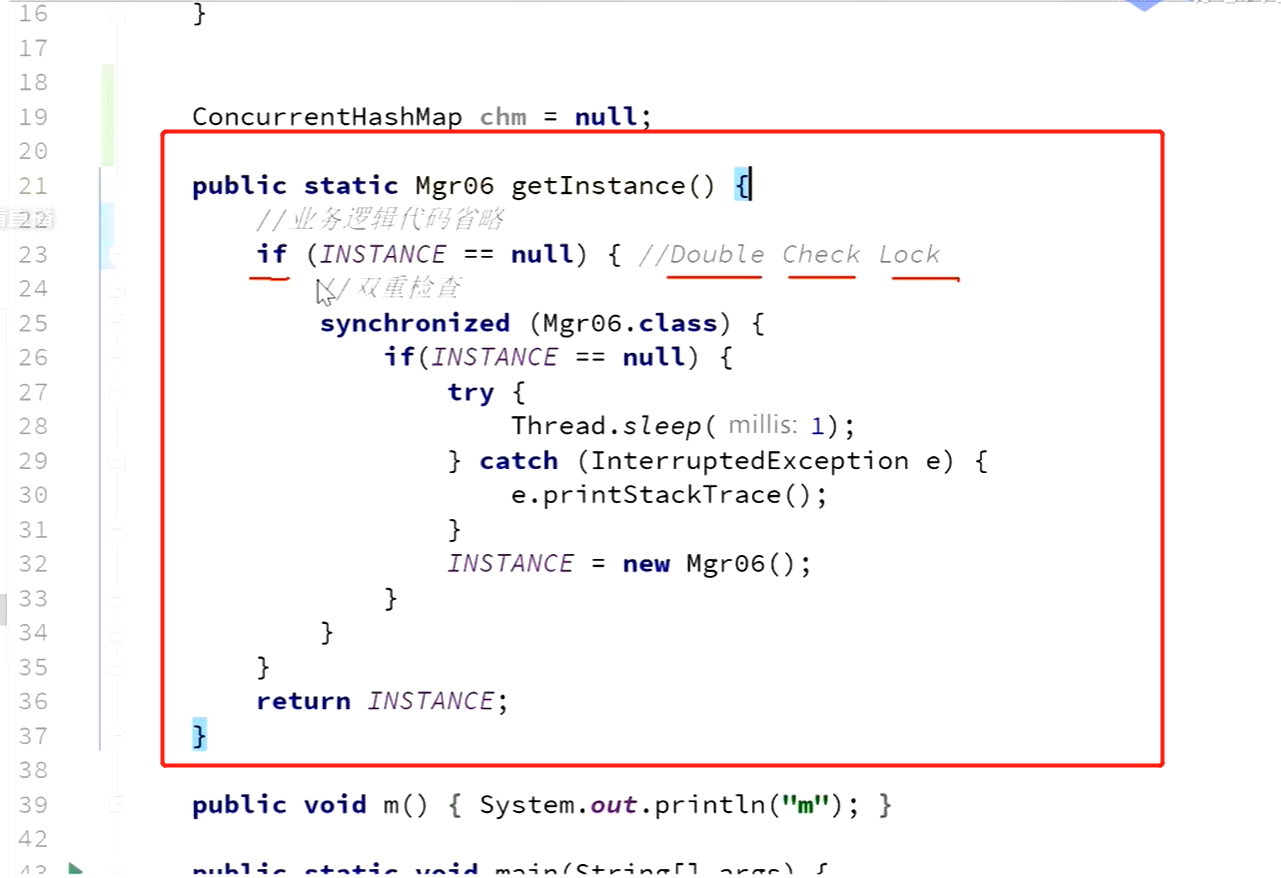 16 }
17
18
19 ConcurrentHashMap chm = null;
20
21 public static Mgr06 getInstance() {
22 //业务逻辑代码省略
23 if (INSTANCE == null) { //Double Check Lock
24 //双重检查
25 synchronized (Mgr06.class) {
26 if(INSTANCE == null) {
27 try {
28 Thread.sleep( millis: 1);
29 } catch (InterruptedException e) {
30 e.printStackTrace();
31 }
32 INSTANCE = new Mgr06();
33 }
34 }
35 }
36 return INSTANCE;
37 }
38
39 public void m() { System.out.println("m"); }
42
43 public static void main(String[] args) {